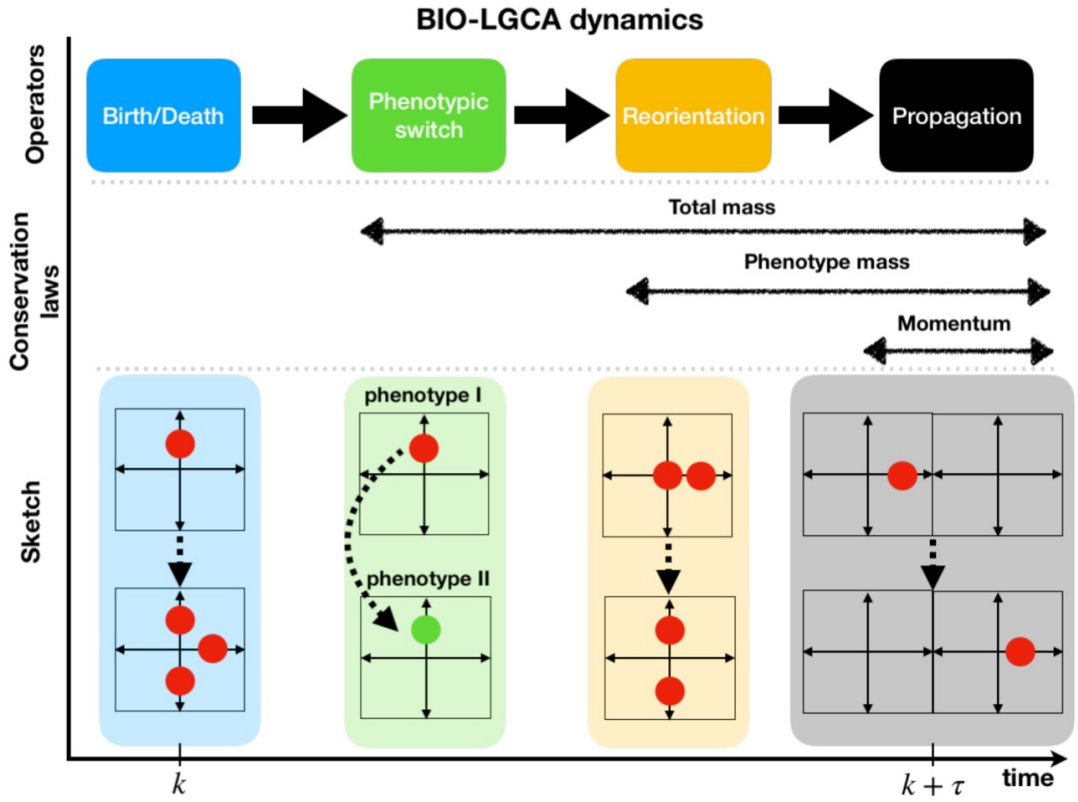 BIO-LGCA dynamics
Operators
Birth/Death
Phenotypic
switch
Reorientation
Propagation
Conservation
laws
Total mass
Phenotype mass
Momentum
Sketch
phenotype I
phenotype II
k
k + τ
time